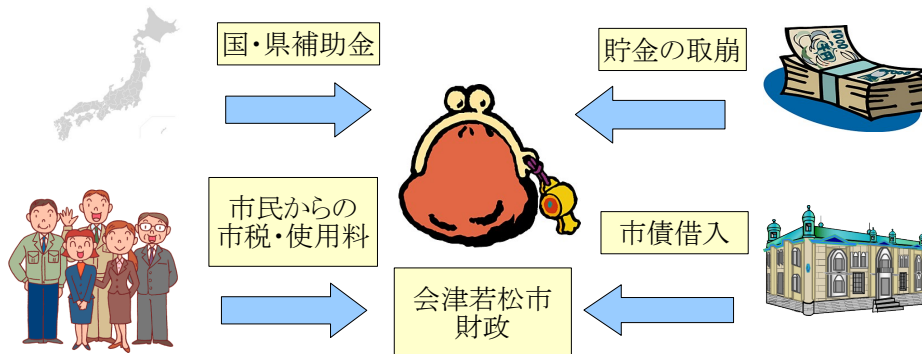 国・県補助金
貯金の取崩
市民からの
市税・使用料
市債借入
会津若松市
財政
1000